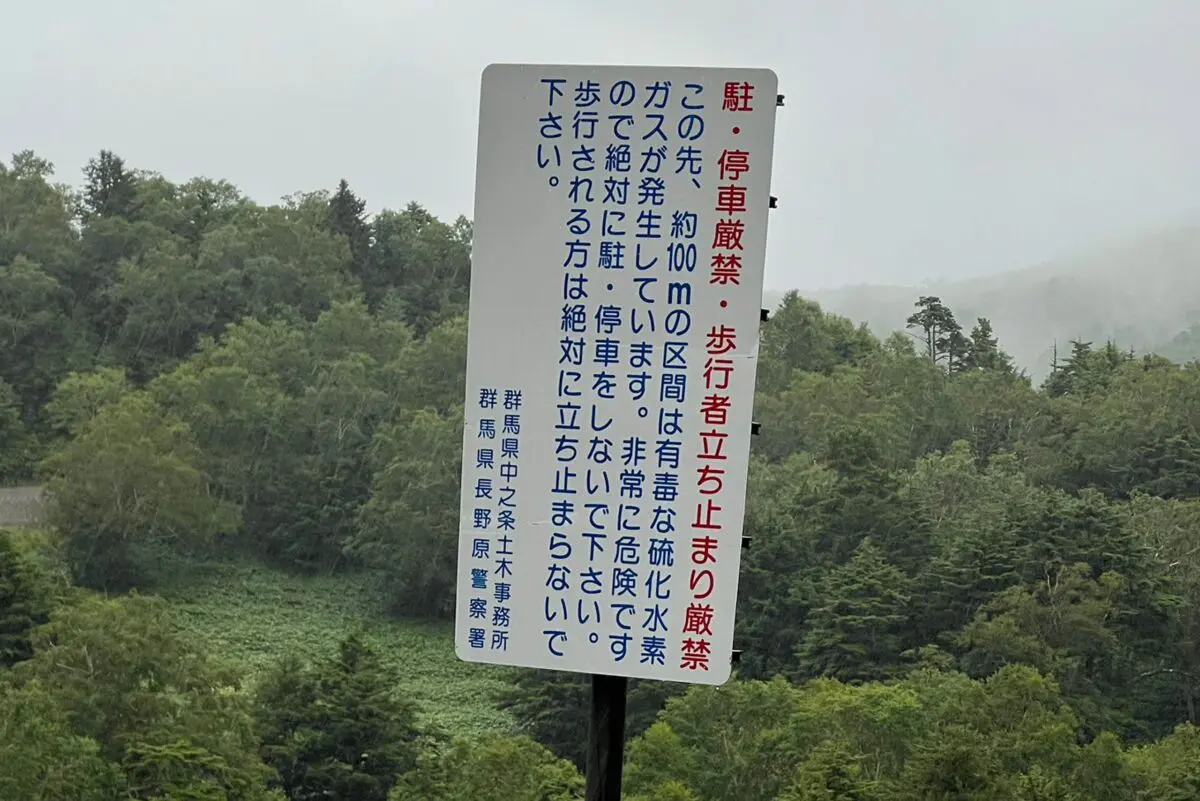 駐・停車厳禁・歩行者立ち止まり厳禁
この先、約100mの区間は有毒な硫化水素
ガスが発生しています。非常に危険です
ので絶対に駐・停車をしないで下さい。
歩行される方は絶対に立ち止まらないで
下さい。
群馬県中之条土木事務所
群馬県長野原警察署